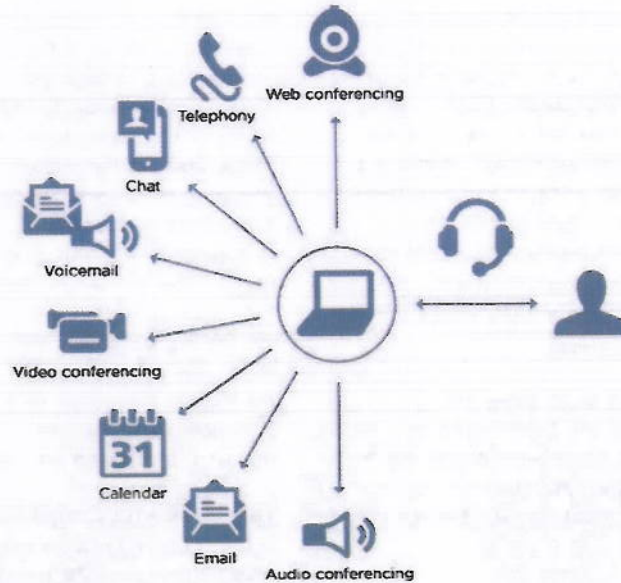 Web conferencing
Telephony
Chat
Voicemail
Video conferencing
31
Calendar
Email
Audio conferencing